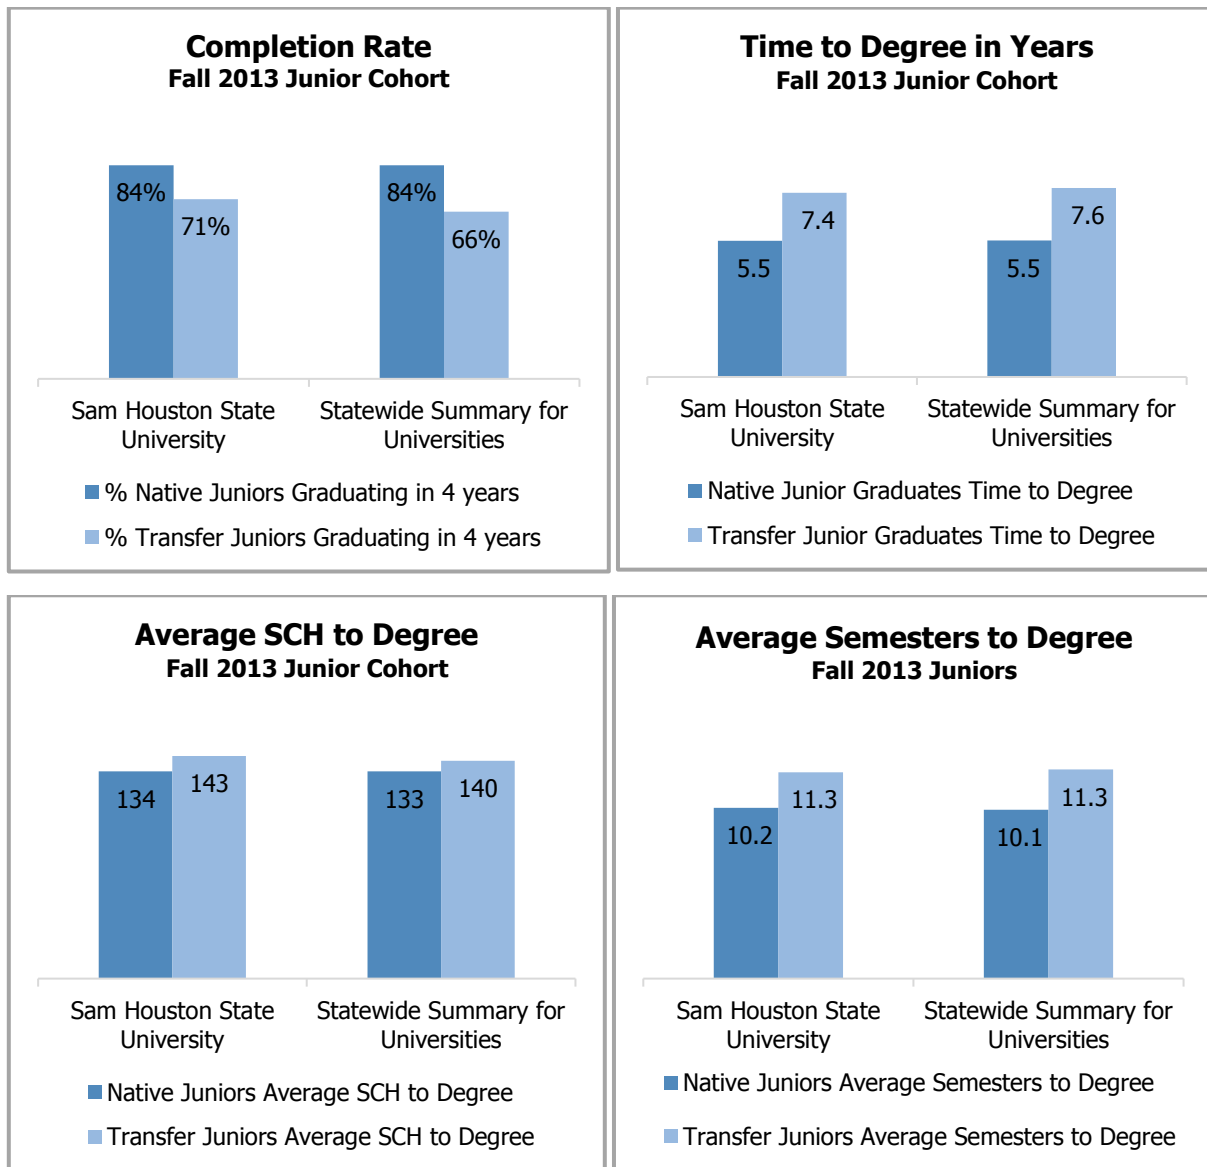 Completion Rate
Fall 2013 Junior Cohort
84%
71%
84%
66%
Sam Houston State
University
Statewide Summary for
Universities
% Native Juniors Graduating in 4 years
% Transfer Juniors Graduating in 4 years
Time to Degree in Years
Fall 2013 Junior Cohort
5.5
7.4
5.5
7.6
Sam Houston State
University
Statewide Summary for
Universities
Native Junior Graduates Time to Degree
Transfer Junior Graduates Time to Degree
Average SCH to Degree
Fall 2013 Junior Cohort
134
143
133
140
Sam Houston State
University
Statewide Summary for
Universities
Native Juniors Average SCH to Degree
Transfer Juniors Average SCH to Degree
Average Semesters to Degree
Fall 2013 Juniors
10.2
11.3
10.1
11.3
Sam Houston State
University
Statewide Summary for
Universities
Native Juniors Average Semesters to Degree
Transfer Juniors Average Semesters to Degree